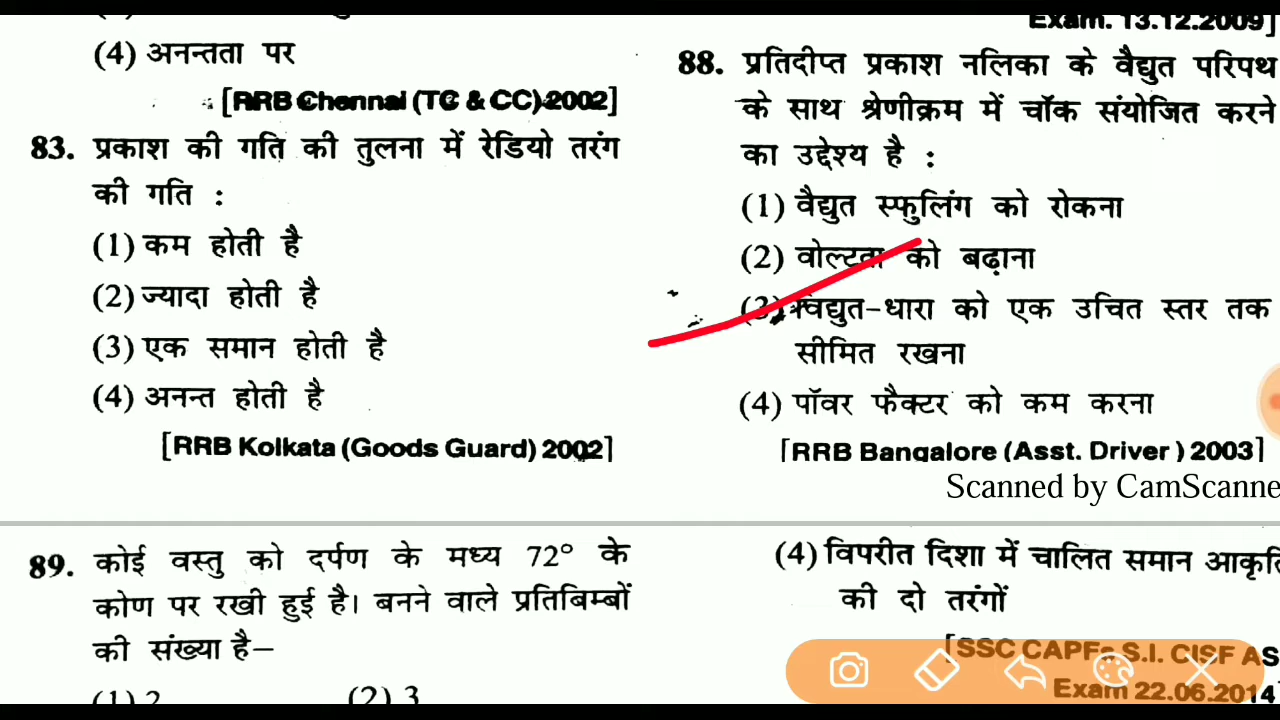 (4) अनन्तता पर
[RRB Chennai (TC & CC) 2002]
83. प्रकाश की गति की तुलना में रेडियो तरंग
की गति :
(1) कम होती है
(2) ज्यादा होती है
(3) एक समान होती है
(4) अनन्त होती है
[RRB Kolkata (Goods Guard) 2002]
Exam. 13.12.2009]
88. प्रतिदीप्त प्रकाश नलिका के वैद्युत परिपथ
के साथ श्रेणीक्रम में चॉक संयोजित करने
का उद्देश्य है :
(1) वैद्युत स्फुलिंग को रोकना
(2) वोल्टता को बढ़ाना
(3) विद्युत-धारा को एक उचित स्तर तक
सीमित रखना
(4) पॉवर फैक्टर को कम करना
[RRB Bangalore (Asst. Driver ) 2003]
Scanned by CamScanne
89. कोई वस्तु को दर्पण के मध्य 72° के
कोण पर रखी हुई है। बनने वाले प्रतिबिम्बों
की संख्या है–
(1) 2 (2) 3
(4) विपरीत दिशा में चालित समान आकृति
की दो तरंगों
[SSC CAPFs S.I. CISF AS
Exam 22.06.2014